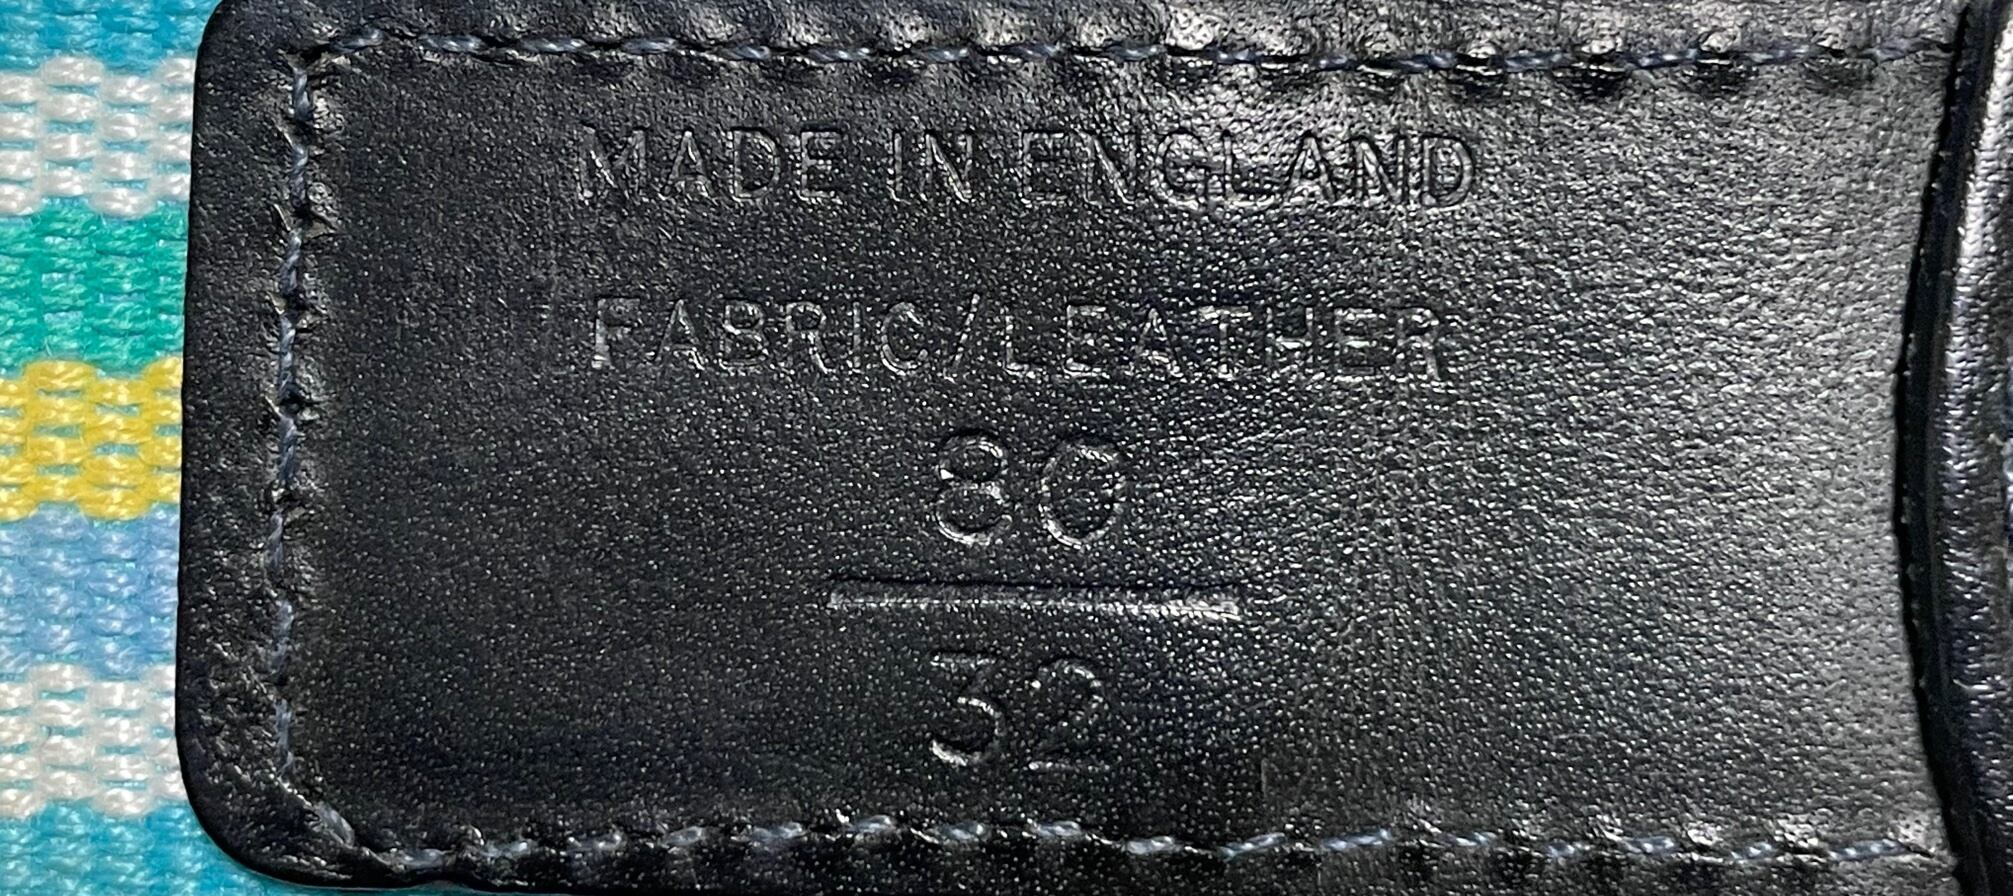 MADE IN ENGLAND
FABRIC/LEATHER
80
32